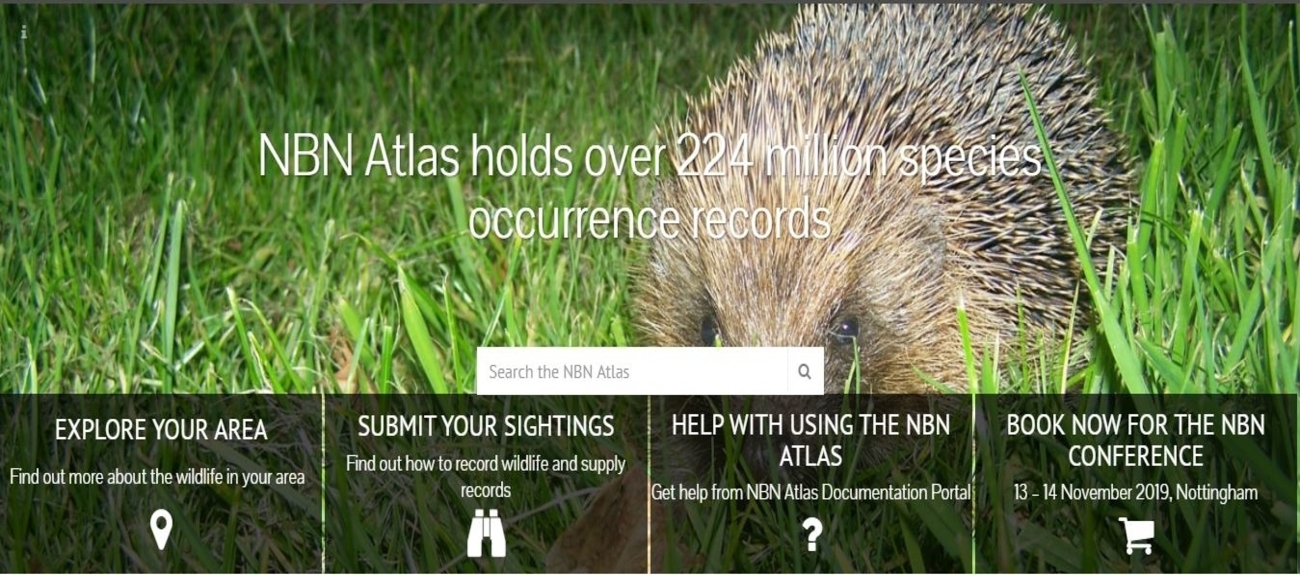 NBN Atlas holds over 224 million species
occurrence records
Search the NBN Atlas
EXPLORE YOUR AREA
Find out more about the wildlife in your area
SUBMIT YOUR SIGHTINGS
Find out how to record wildlife and supply
records
HELP WITH USING THE NBN
ATLAS
Get help from NBN Atlas Documentation Portal
BOOK NOW FOR THE NBN
CONFERENCE
13 – 14 November 2019, Nottingham